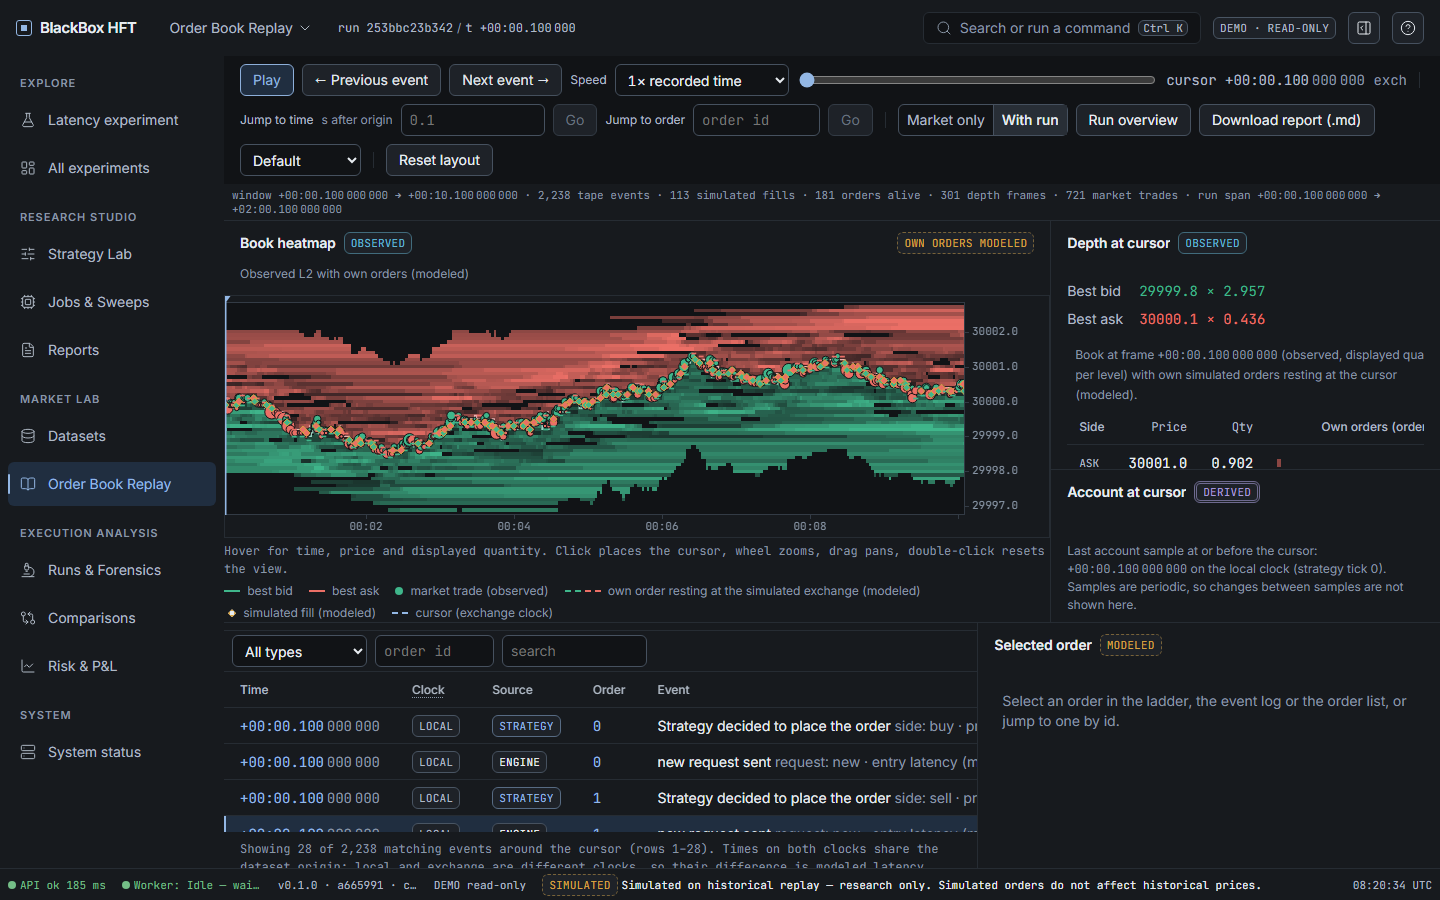 BlackBox HFT
Order Book Replay
run 253bbc23b342 / t +00:00.100 000
Search or run a command Ctrl K
DEMO · READ-ONLY
EXPLORE
Latency experiment
All experiments
RESEARCH STUDIO
Strategy Lab
Jobs & Sweeps
Reports
MARKET LAB
Datasets
Order Book Replay
EXECUTION ANALYSIS
Runs & Forensics
Comparisons
Risk & P&L
SYSTEM
System status
Play
← Previous event
Next event →
Speed
1× recorded time
cursor +00:00.100 000 000 exch
Jump to time s after origin 0.1 Go
Jump to order order id Go
Market only With run
Run overview
Download report (.md)
Default
Reset layout
window +00:00.100 000 000 → +00:10.100 000 000 · 2,238 tape events · 113 simulated fills · 181 orders alive · 301 depth frames · 721 market trades · run span +00:00.100 000 000 →
+02:00.100 000 000
Book heatmap OBSERVED
OWN ORDERS MODELED
Observed L2 with own orders (modeled)
30002.0
30001.0
30000.0
29999.0
29998.0
29997.0
00:02 00:04 00:06 00:08
Hover for time, price and displayed quantity. Click places the cursor, wheel zooms, drag pans, double-click resets
the view.
best bid best ask market trade (observed) own order resting at the simulated exchange (modeled)
simulated fill (modeled) cursor (exchange clock)
Depth at cursor OBSERVED
Best bid 29999.8 × 2.957
Best ask 30000.1 × 0.436
Book at frame +00:00.100 000 000 (observed, displayed qua
per level) with own simulated orders resting at the cursor
(modeled).
Side Price Qty Own orders (order
ASK 30001.0 0.902
Account at cursor DERIVED
Last account sample at or before the cursor:
+00:00.100 000 000 on the local clock (strategy tick 0).
Samples are periodic, so changes between samples are not
shown here.
All types
order id
search
Time Clock Source Order Event
+00:00.100 000 000 LOCAL STRATEGY 0 Strategy decided to place the order side: buy · pr
+00:00.100 000 000 LOCAL ENGINE 0 new request sent request: new · entry latency (m
+00:00.100 000 000 LOCAL STRATEGY 1 Strategy decided to place the order side: sell · pr
Showing 28 of 2,238 matching events around the cursor (rows 1–28). Times on both clocks share the
dataset origin; local and exchange are different clocks, so their difference is modeled latency
Selected order MODELED
Select an order in the ladder, the event log or the order list, or
jump to one by id.
API ok 185 ms
Worker: Idle — wai…
v0.1.0 · a665991 · c…
DEMO read-only
SIMULATED Simulated on historical replay — research only. Simulated orders do not affect historical prices.
08:20:34 UTC